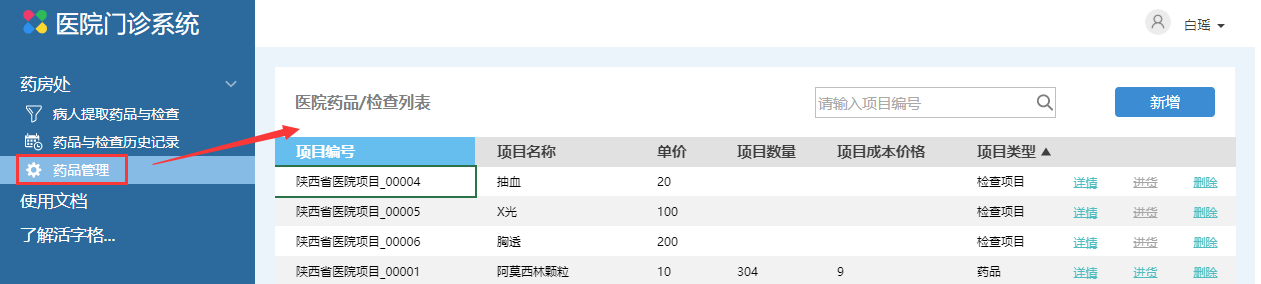 医院门诊系统
白瑶
药房处
病人提取药品与检查
药品与检查历史记录
药品管理
使用文档
了解活字格...
医院药品/检查列表
请输入项目编号
新增
项目编号 项目名称 单价 项目数量 项目成本价格 项目类型
陕西省医院项目_00004 抽血 20 检查项目 详情 进货 删除
陕西省医院项目_00005 X光 100 检查项目 详情 进货 删除
陕西省医院项目_00006 胸透 200 检查项目 详情 进货 删除
陕西省医院项目_00001 阿莫西林颗粒 10 304 9 药品 详情 进货 删除